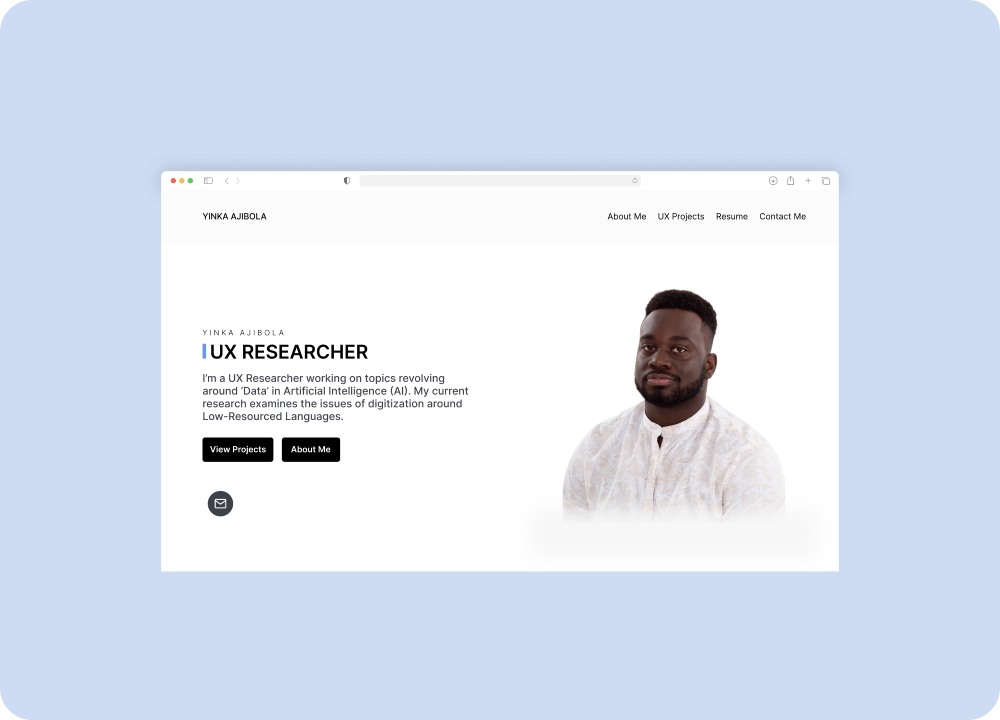 YINKA AJIBOLA
About Me UX Projects Resume Contact Me
YINKA AJIBOLA
UX RESEARCHER
I’m a UX Researcher working on topics revolving
around ‘Data’ in Artificial Intelligence (AI). My current
research examines the issues of digitization around
Low-Resourced Languages.
View Projects About Me